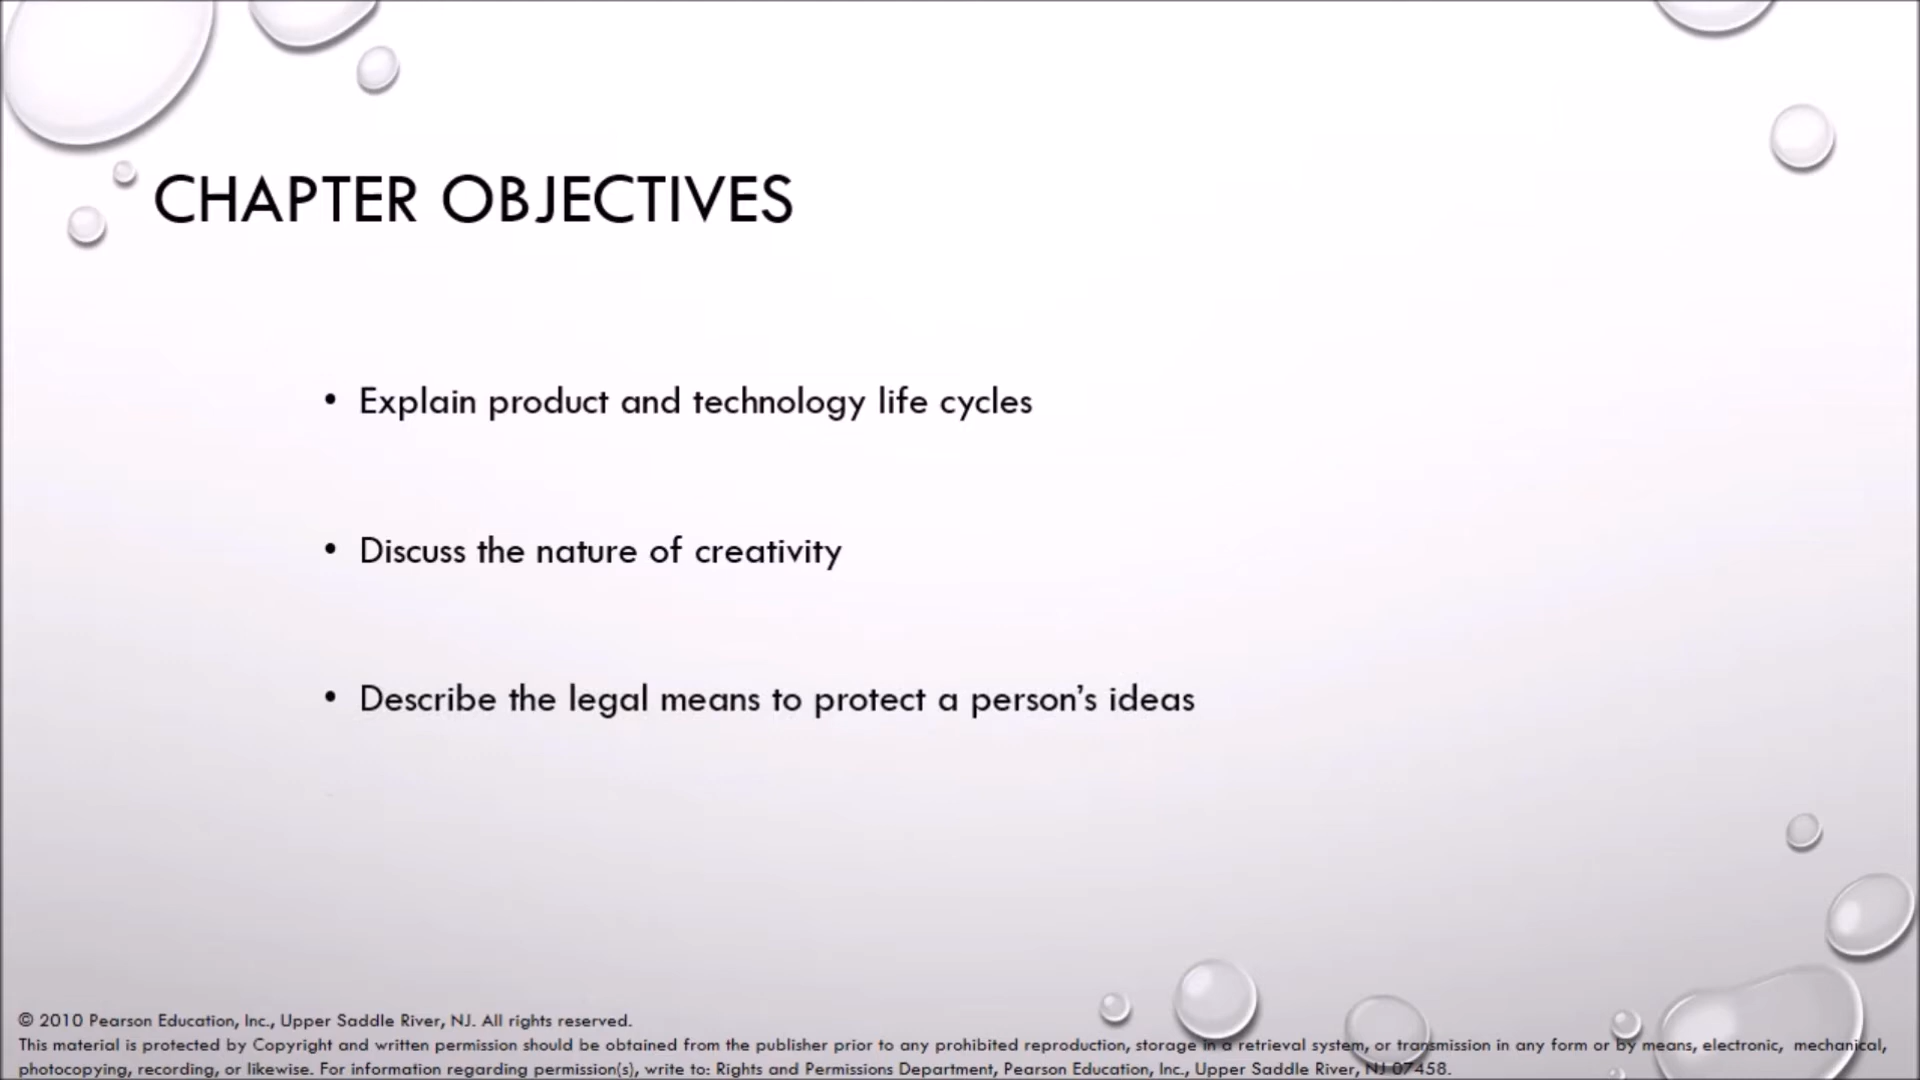 CHAPTER OBJECTIVES
• Explain product and technology life cycles
• Discuss the nature of creativity
• Describe the legal means to protect a person’s ideas
© 2010 Pearson Education, Inc., Upper Saddle River, NJ. All rights reserved.
This material is protected by Copyright and written permission should be obtained from the publisher prior to any prohibited reproduction, storage in a retrieval system, or transmission in any form or by means, electronic, mechanical,
photocopying, recording, or likewise. For information regarding permission(s), write to: Rights and Permissions Department, Pearson Education, Inc., Upper Saddle River, NJ 07458.